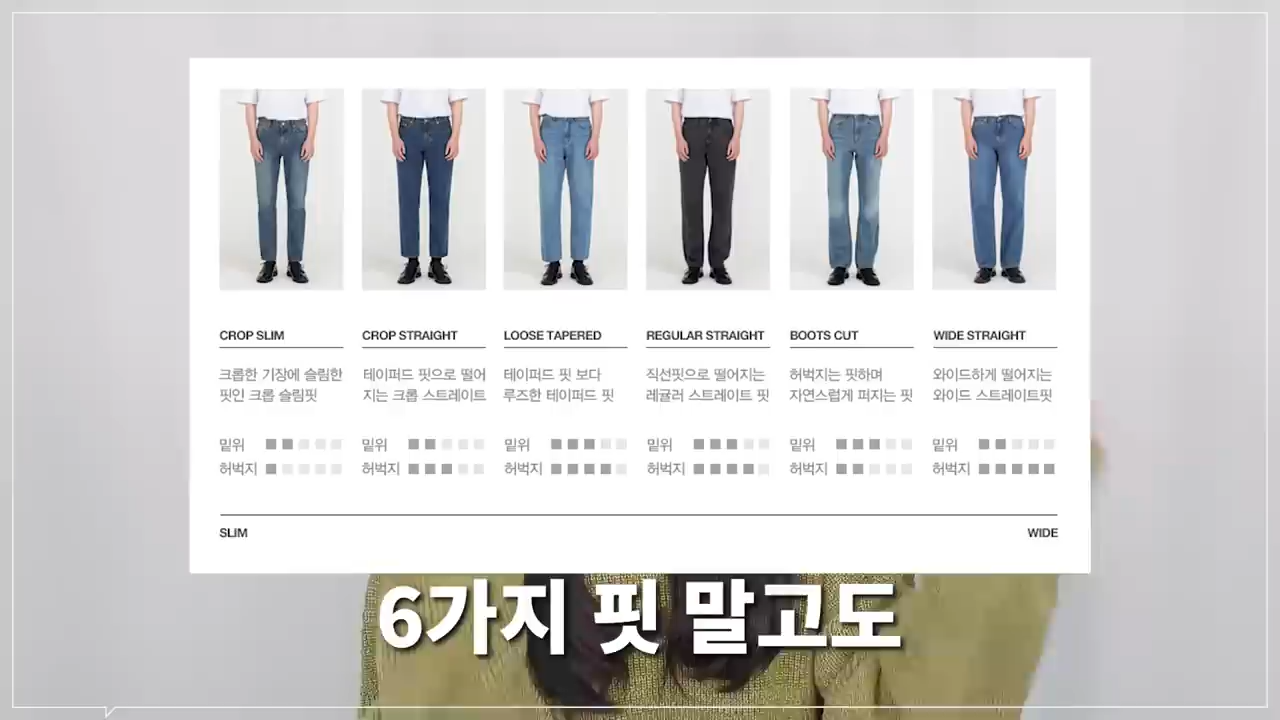 CROP SLIM
크롭한 기장에 슬림한
핏인 크롭 슬림핏
밑위
허벅지
CROP STRAIGHT
테이퍼드 핏으로 떨어
지는 크롭 스트레이트
밑위
허벅지
LOOSE TAPERED
테이퍼드 핏 보다
루즈한 테이퍼드 핏
밑위
허벅지
REGULAR STRAIGHT
직선핏으로 떨어지는
레귤러 스트레이트 핏
밑위
허벅지
BOOTS CUT
허벅지는 핏하며
자연스럽게 퍼지는 핏
밑위
허벅지
WIDE STRAIGHT
와이드하게 떨어지는
와이드 스트레이트핏
밑위
허벅지
SLIM
WIDE
6가지 핏 말고도